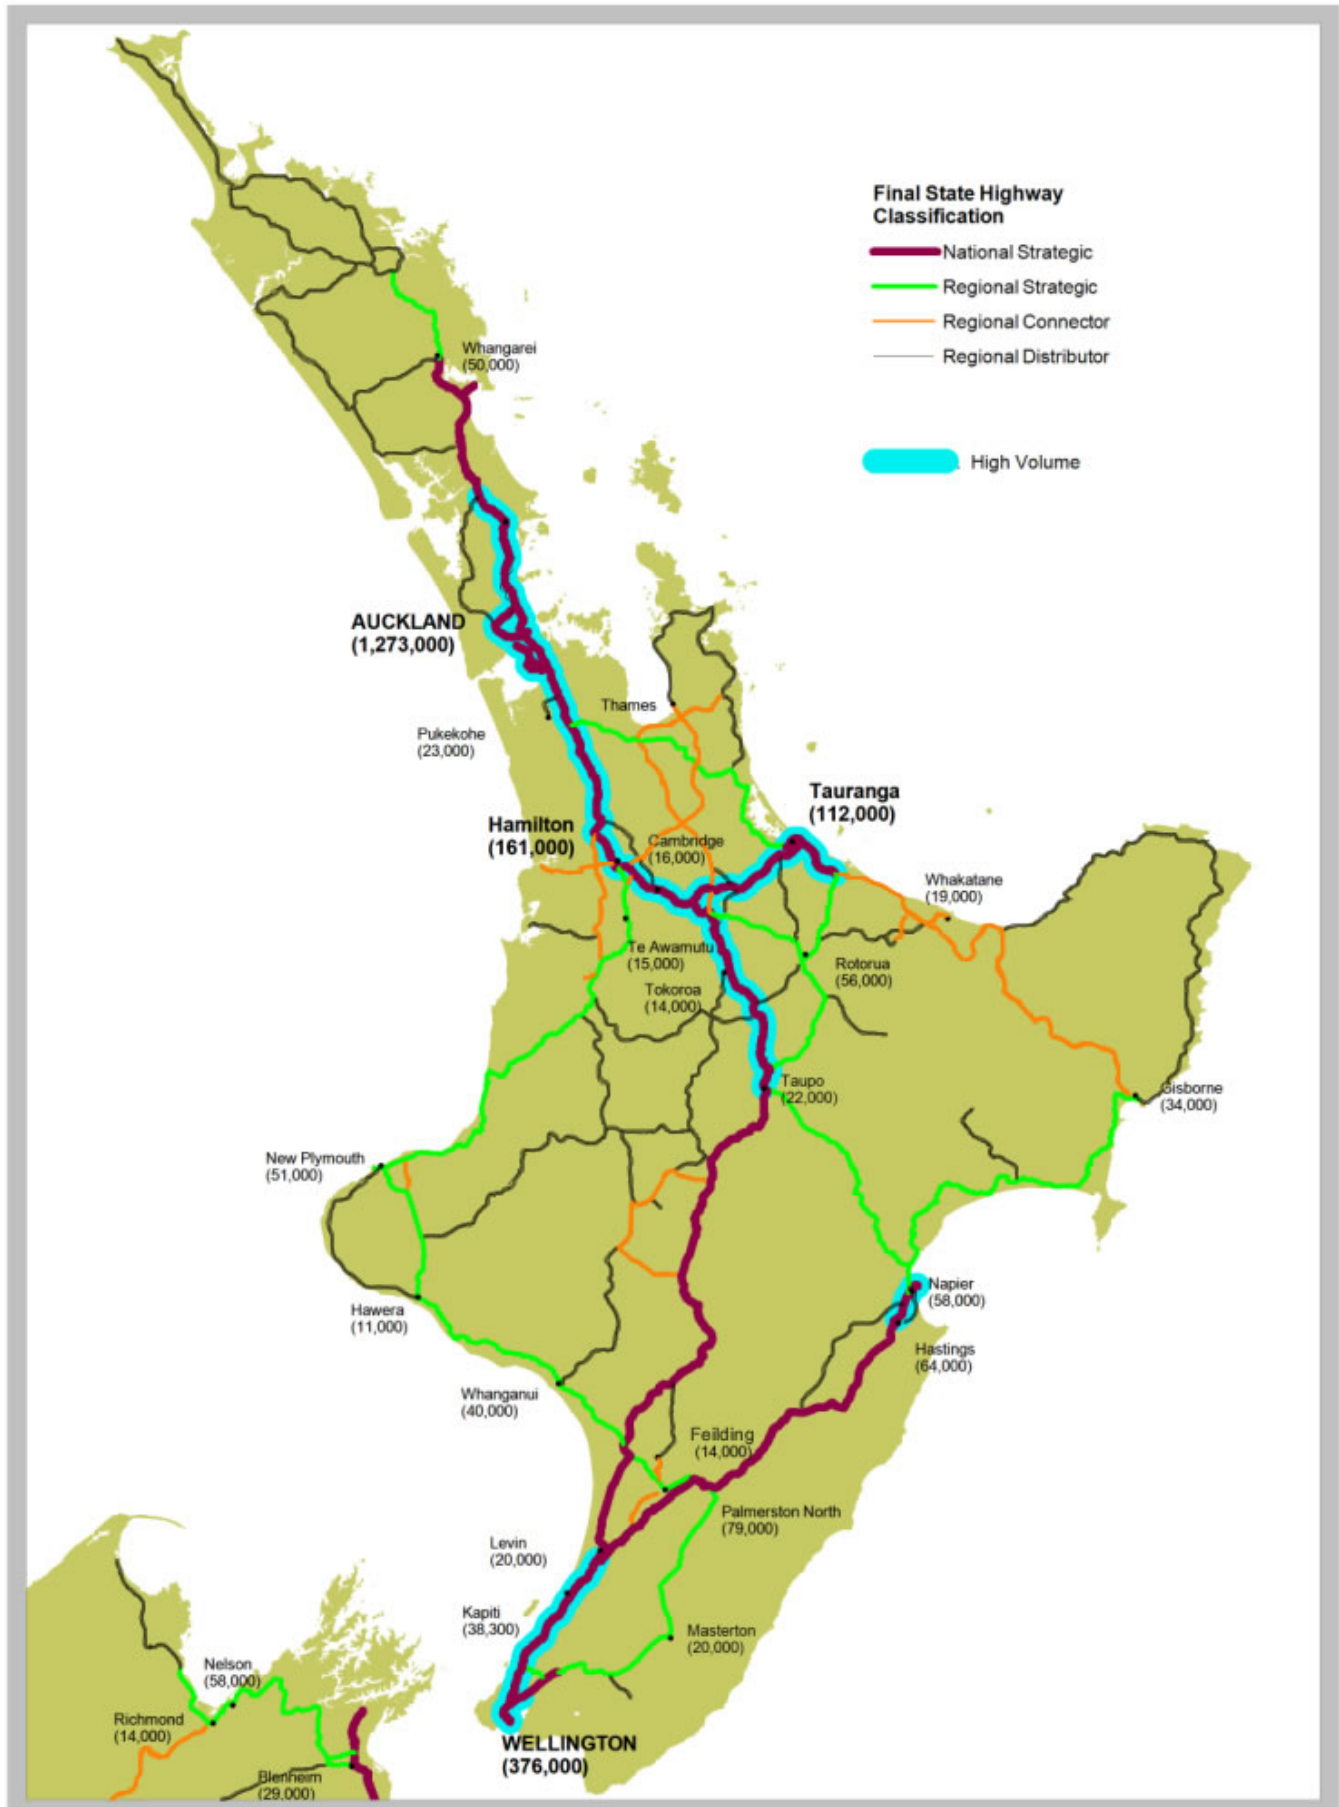 Final State Highway
Classification
National Strategic
Regional Strategic
Regional Connector
Regional Distributor
High Volume
Whangarei
(50,000)
AUCKLAND
(1,273,000)
Thames
Pukekohe
(23,000)
Tauranga
(112,000)
Hamilton
(161,000)
Cambridge
(16,000)
Whakatane
(19,000)
Te Awamutu
(15,000)
Rotorua
(56,000)
Tokoroa
(14,000)
Taupo
(22,000)
Gisborne
(34,000)
New Plymouth
(51,000)
Napier
(58,000)
Hawera
(11,000)
Hastings
(64,000)
Whanganui
(40,000)
Feilding
(14,000)
Palmerston North
(79,000)
Levin
(20,000)
Kapiti
(38,300)
Masterton
(20,000)
Nelson
(58,000)
Richmond
(14,000)
WELLINGTON
(376,000)
Blenheim
(29,000)